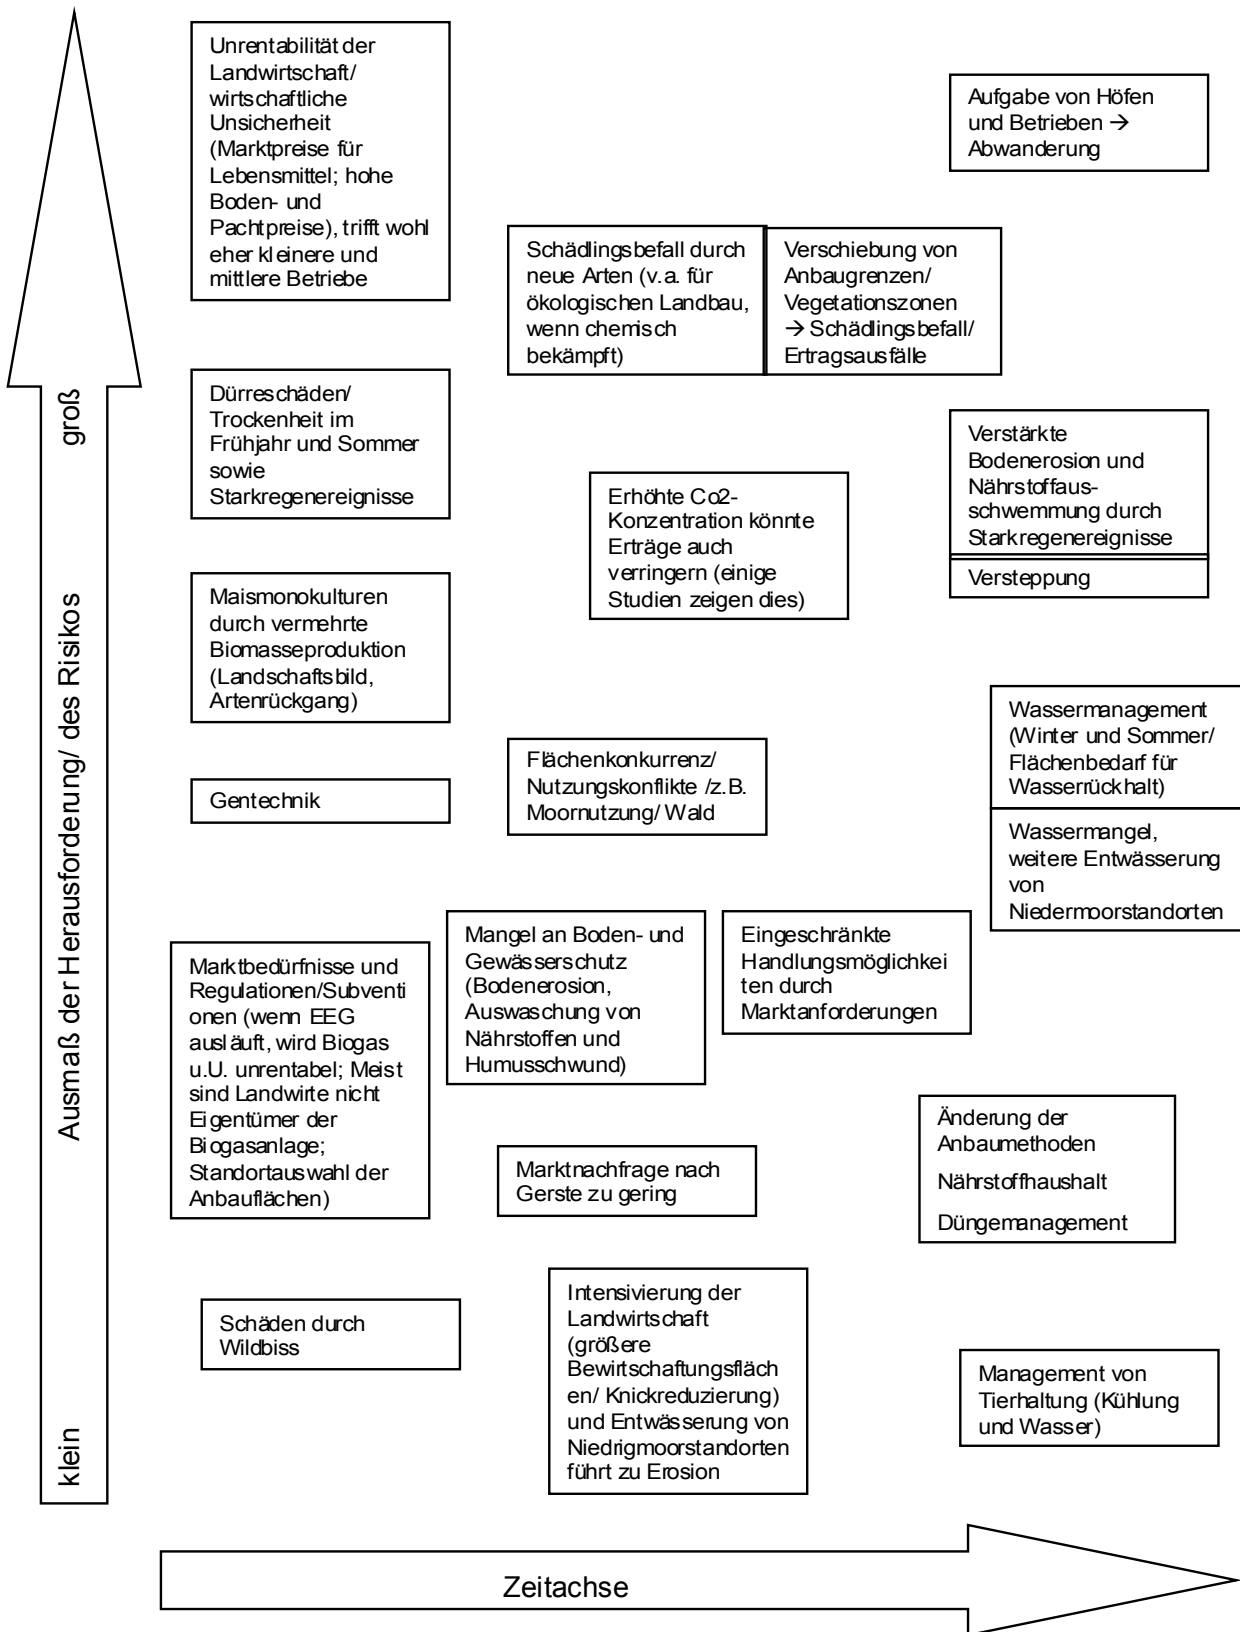 Unrentabilität der
Landwirtschaft/
wirtschaftliche
Unsicherheit
(Marktpreise für
Lebensmittel; hohe
Boden- und
Pachtpreise), trifft wohl
eher kleinere und
mittlere Betriebe
Aufgabe von Höfen
und Betrieben →
Abwanderung
Schädlingsbefall durch
neue Arten (v.a. für
ökologischen Landbau,
wenn chemisch
bekämpft)
Verschiebung von
Anbaugrenzen/
Vegetationszonen
→ Schädlingsbefall/
Ertragsausfälle
Dürreschäden/
Trockenheit im
Frühjahr und Sommer
sowie
Starkregenereignisse
Erhöhte Co2-
Konzentration könnte
Erträge auch
verringern (einige
Studien zeigen dies)
Verstärkte
Bodenerosion und
Nährstoffaus-
schwemmung durch
Starkregenereignisse
Versteppung
Maismonokulturen
durch vermehrte
Biomasseproduktion
(Landschaftsbild,
Artenrückgang)
Wassermanagement
(Winter und Sommer/
Flächenbedarf für
Wasserrückhalt)
Gentechnik
Flächenkonkurrenz/
Nutzungskonflikte /z.B.
Moornutzung/ Wald
Wassermangel,
weitere Entwässerung
von
Niedermoorstandorten
Marktbedürfnisse und
Regulationen/Subventi
onen (wenn EEG
ausläuft, wird Biogas
u.U. unrentabel; Meist
sind Landwirte nicht
Eigentümer der
Biogasanlage;
Standortauswahl der
Anbauflächen)
Mangel an Boden- und
Gewässerschutz
(Bodenerosion,
Auswaschung von
Nährstoffen und
Humusschwund)
Eingeschränkte
Handlungsmöglichkei
ten durch
Marktanforderungen
Marktnachfrage nach
Gerste zu gering
Änderung der
Anbaumethoden
Nährstoffhaushalt
Düngemanagement
Schäden durch
Wildbiss
Intensivierung der
Landwirtschaft
(größere
Bewirtschaftungsfläch
en/ Knickreduzierung)
und Entwässerung von
Niedrigmoorstandorten
führt zu Erosion
Management von
Tierhaltung (Kühlung
und Wasser)
klein Ausmaß der Herausforderung/ des Risikos groß
Zeitachse